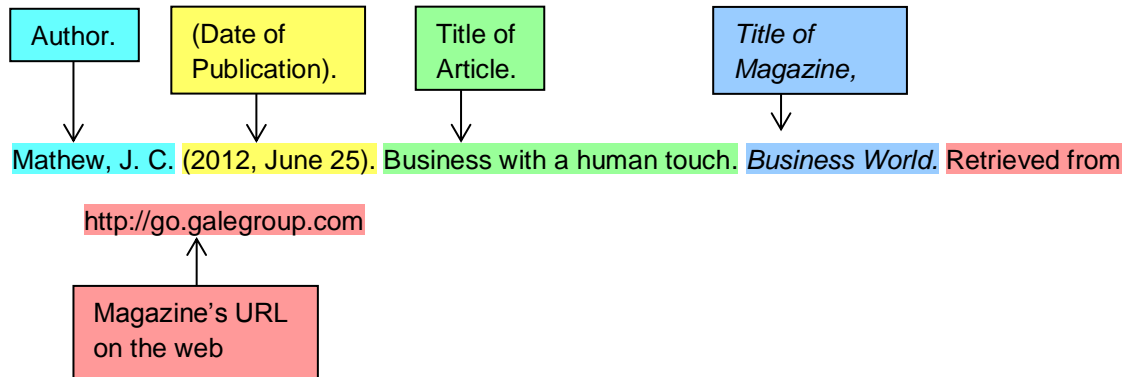 Author.
(Date of
Publication).
Title of
Article.
Title of
Magazine,
Mathew, J. C. (2012, June 25). Business with a human touch. Business World. Retrieved from
http://go.galegroup.com
Magazine’s URL
on the web